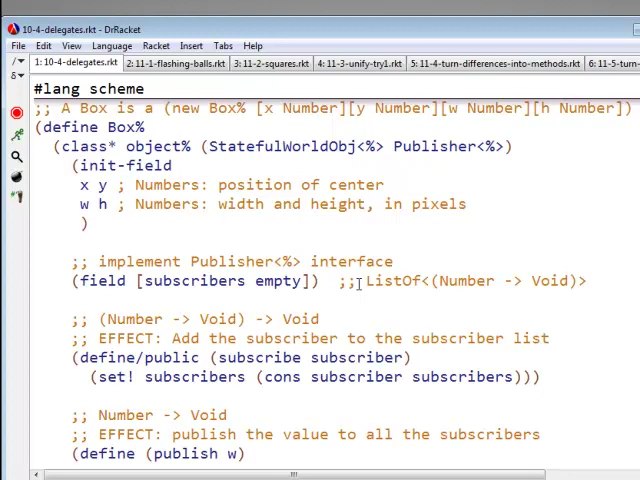 10-4-delegates.rkt - DrRacket
File Edit View Language Racket Insert Tabs Help
1: 10-4-delegates.rkt 2: 11-1-flashing-balls.rkt 3: 11-2-squares.rkt 4: 11-3-unify-try1.rkt 5: 11-4-turn-differences-into-methods.rkt 6: 11-5-turn-
#lang scheme
;; A Box is a (new Box% [x Number][y Number][w Number][h Number])
(define Box%
(class* object% (StatefulWorldObj<%> Publisher<%>)
(init-field
x y ; Numbers: position of center
w h ; Numbers: width and height, in pixels
)
;; implement Publisher<%> interface
(field [subscribers empty]) ;; ListOf<(Number -> Void)>
;; (Number -> Void) -> Void
;; EFFECT: Add the subscriber to the subscriber list
(define/public (subscribe subscriber)
(set! subscribers (cons subscriber subscribers)))
;; Number -> Void
;; EFFECT: publish the value to all the subscribers
(define (publish w)